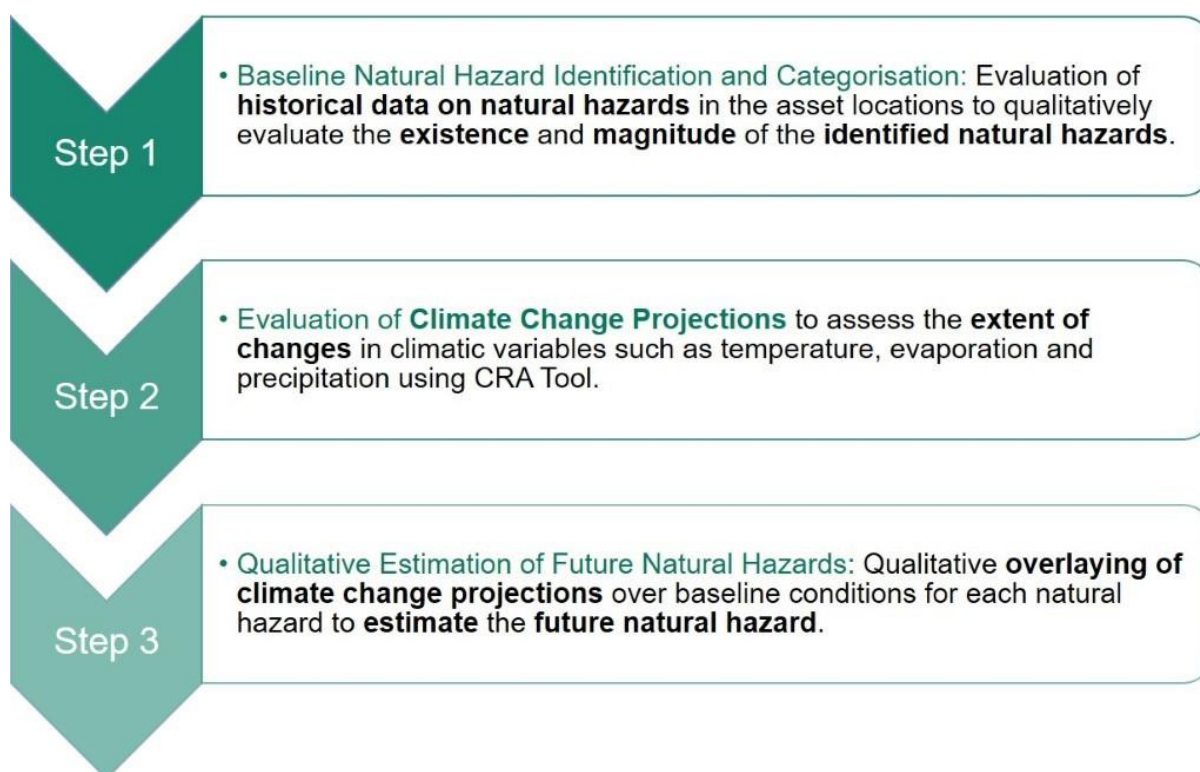 Step 1
• Baseline Natural Hazard Identification and Categorisation: Evaluation of
historical data on natural hazards in the asset locations to qualitatively
evaluate the existence and magnitude of the identified natural hazards.
Step 2
• Evaluation of Climate Change Projections to assess the extent of
changes in climatic variables such as temperature, evaporation and
precipitation using CRA Tool.
Step 3
• Qualitative Estimation of Future Natural Hazards: Qualitative overlaying of
climate change projections over baseline conditions for each natural
hazard to estimate the future natural hazard.